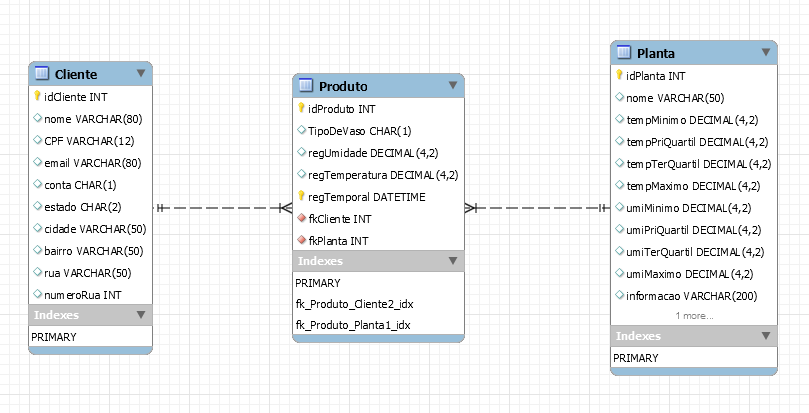 Cliente
idCliente INT
nome VARCHAR(80)
CPF VARCHAR(12)
email VARCHAR(80)
conta CHAR(1)
estado CHAR(2)
cidade VARCHAR(50)
bairro VARCHAR(50)
rua VARCHAR(50)
numeroRua INT
Indexes
PRIMARY
Produto
idProduto INT
TipoDeVaso CHAR(1)
regUmidade DECIMAL(4,2)
regTemperatura DECIMAL(4,2)
regTemporal DATETIME
fkCliente INT
fkPlanta INT
Indexes
PRIMARY
fk_Produto_Cliente2_idx
fk_Produto_Planta1_idx
Planta
idPlanta INT
nome VARCHAR(50)
tempMinimo DECIMAL(4,2)
tempPriQuartil DECIMAL(4,2)
tempTerQuartil DECIMAL(4,2)
tempMaximo DECIMAL(4,2)
umiMinimo DECIMAL(4,2)
umiPriQuartil DECIMAL(4,2)
umiTerQuartil DECIMAL(4,2)
umiMaximo DECIMAL(4,2)
informacao VARCHAR(200)
1 more...
Indexes
PRIMARY